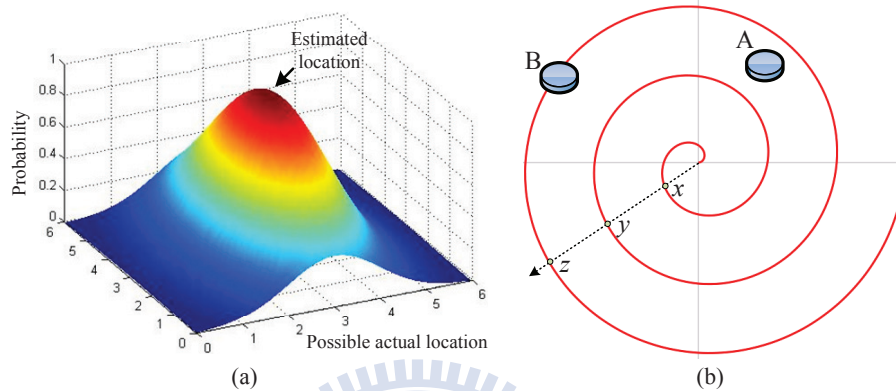 Estimated
location
Probability
1
0.8
0.6
0.4
0.2
0
6
5
4
3
2
1
0
0
1
2
3
4
5
6
Possible actual location
(a)
B
A
x
y
z
(b)